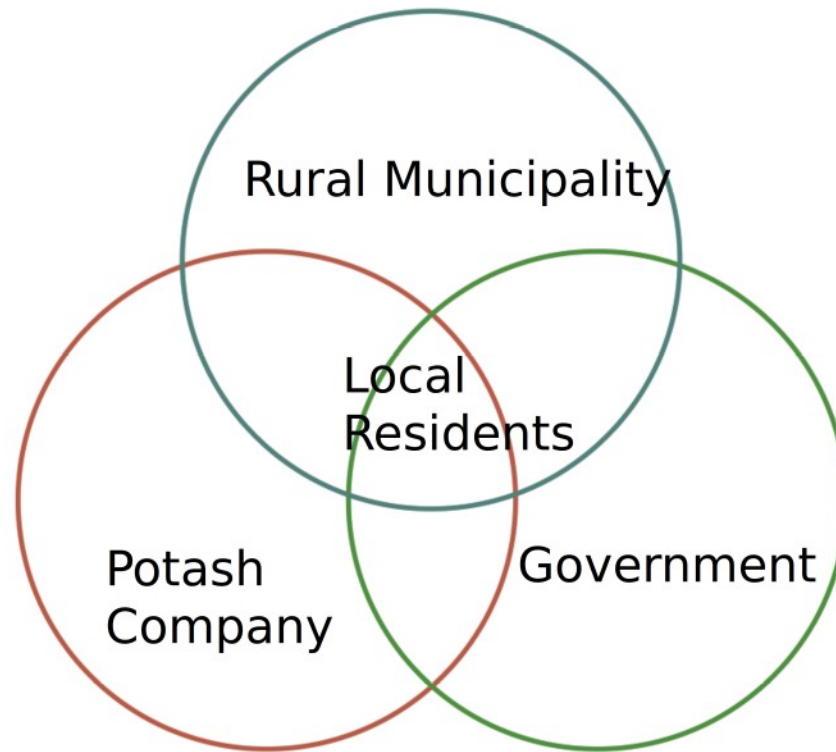 Rural Municipality
Local
Residents
Potash
Company
Government